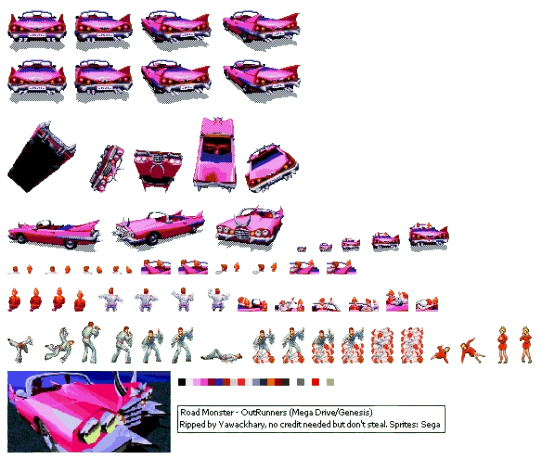 Road Monster - OutRunners (Mega Drive/Genesis)
Ripped by Yawackhary, no credit needed but don't steal. Sprites: Sega